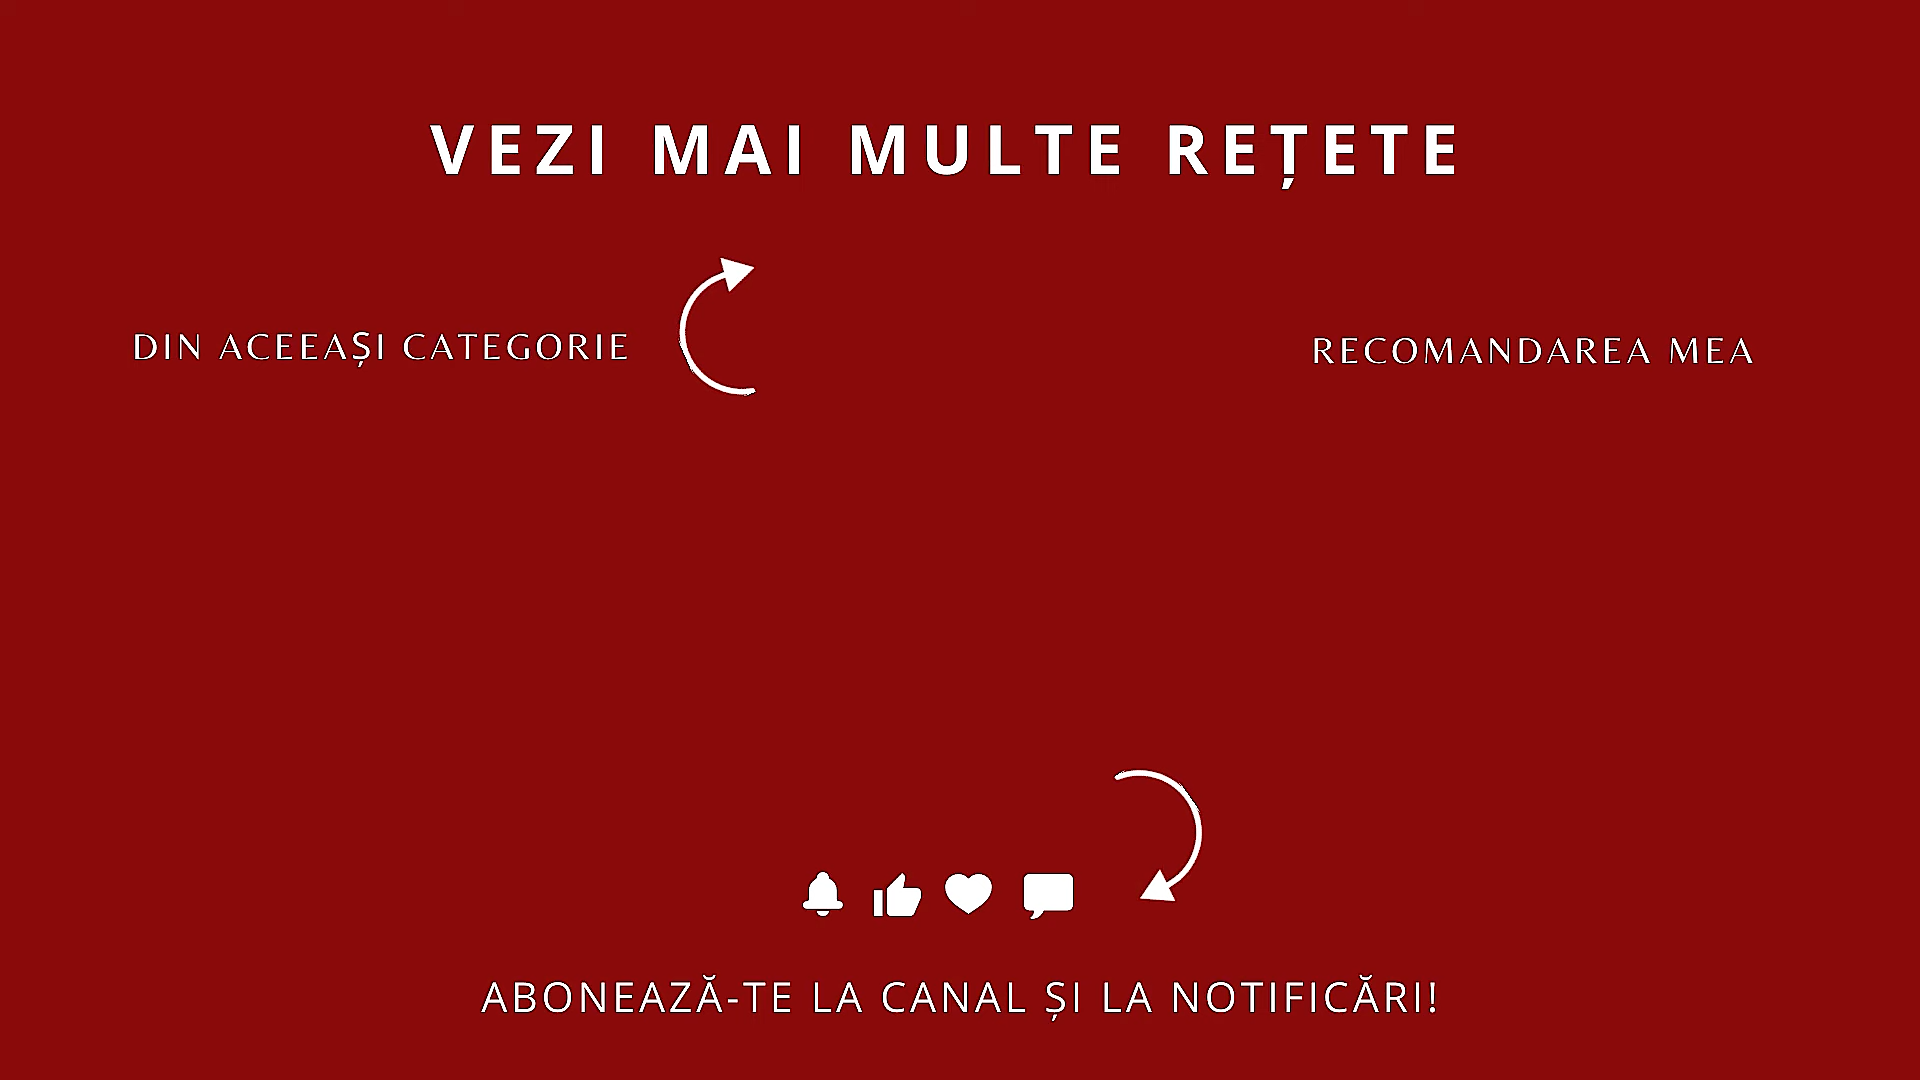 VEZI MAI MULTE REȚETE
DIN ACEEAȘI CATEGORIE
RECOMANDAREA MEA
ABONEAZĂ-TE LA CANAL ȘI LA NOTIFICĂRI!